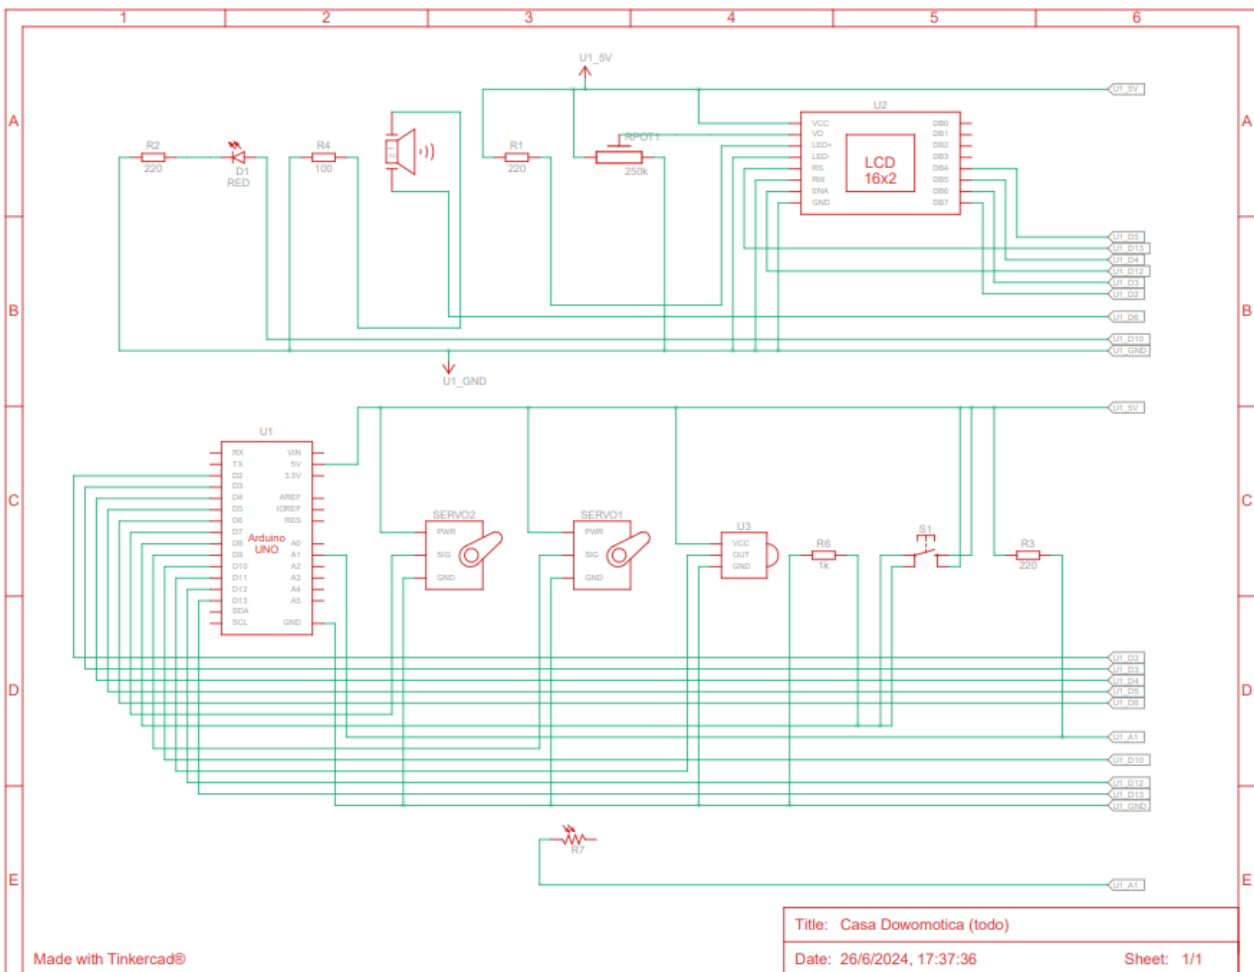 1 2 3 4 5 6
U1_5V
U1_5V
A A
U2
R2
220
D1
RED
R4
100
1 2
R1
220
RPOT1
250k
VCC
VO
LED+
LED-
RS
RW
ENA
GND
LCD
16x2
DB0
DB1
DB2
DB3
DB4
DB5
DB6
DB7
U1_D5
U1_D13
U1_D4
U1_D12
U1_D3
U1_D2
B B
U1_D6
U1_D10
U1_GND
U1_GND
U1_5V
C C
U1
RX
TX
D2
D3
D4
D5
D6
D7
D8
D9
D10
D11
D12
D13
SDA
SCL
Arduino
UNO
VIN
5V
3.3V
AREF
IOREF
RES
A0
A1
A2
A3
A4
A5
GND
SERVO2
PWR
SIG
GND
SERVO1
PWR
SIG
GND
U3
VCC
OUT
GND
R6
1k
S1
R3
220
D D
U1_D2
U1_D3
U1_D4
U1_D5
U1_D6
U1_A1
U1_D10
U1_D12
U1_D13
U1_GND
R7
E E
U1_A1
Title: Casa Dowomotica (todo)
Made with Tinkercad®
Date: 26/6/2024, 17:37:36 Sheet: 1/1